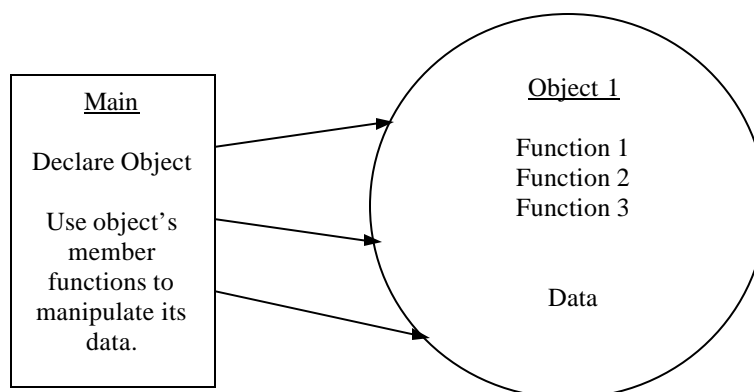 Main
Declare Object
Use object’s
member
functions to
manipulate its
data.
Object 1
Function 1
Function 2
Function 3
Data